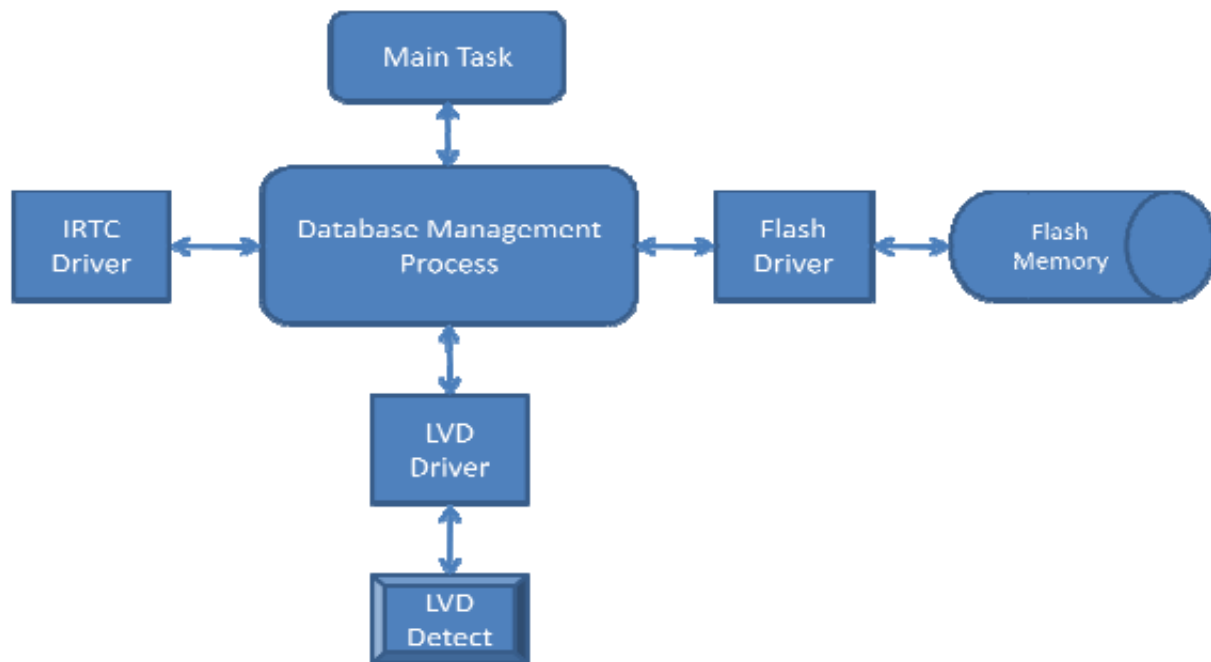 Main Task
IRTC
Driver
Database Management
Process
Flash
Driver
Flash
Memory
LVD
Driver
LVD
Detect